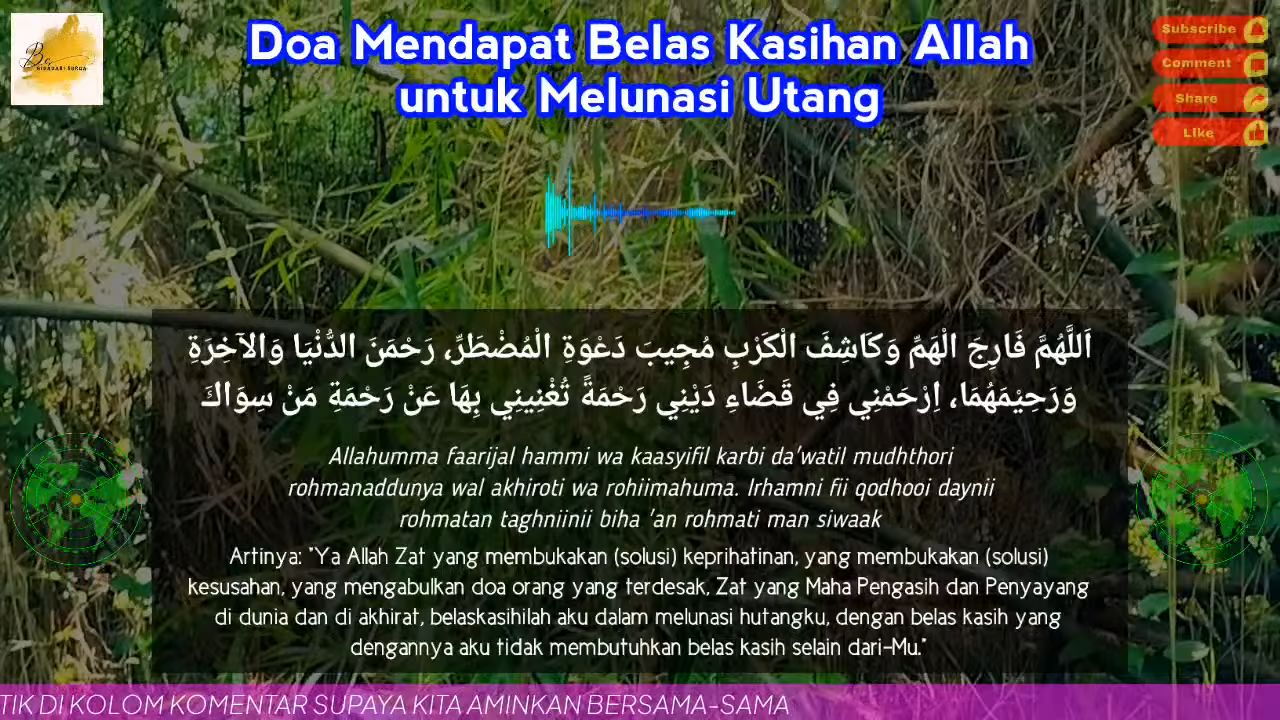 Doa Mendapat Belas Kasihan Allah
untuk Melunasi Utang
Subscribe
Comment
Share
Like
اَللَّهُمَّ فَارِجَ الْهَمِّ وَكَاشِفَ الْكَرْبِ مُجِيبَ دَعْوَةِ الْمُضْطَرِّ، رَحْمَنَ الدُّنْيَا وَالآخِرَةِ
وَرَحِيْمَهُمَا، اِرْحَمْنِي فِي قَضَاءِ دَيْنِي رَحْمَةً تُغْنِينِي بِهَا عَنْ رَحْمَةِ مَنْ سِوَاكَ
Allahumma faarijal hammi wa kaasyifil karbi da'watil mudhthori
rohmanaddunya wal akhiroti wa rohiimahuma. Irhamni fii qodhooi daynii
rohmatan taghniinii biha 'an rohmati man siwaak
Artinya: "Ya Allah Zat yang membukakan (solusi) keprihatinan, yang membukakan (solusi)
kesusahan, yang mengabulkan doa orang yang terdesak, Zat yang Maha Pengasih dan Penyayang
di dunia dan di akhirat, belaskasihilah aku dalam melunasi hutangku, dengan belas kasih yang
dengannya aku tidak membutuhkan belas kasih selain dari-Mu."
TIK DI KOLOM KOMENTAR SUPAYA KITA AMINKAN BERSAMA-SAMA